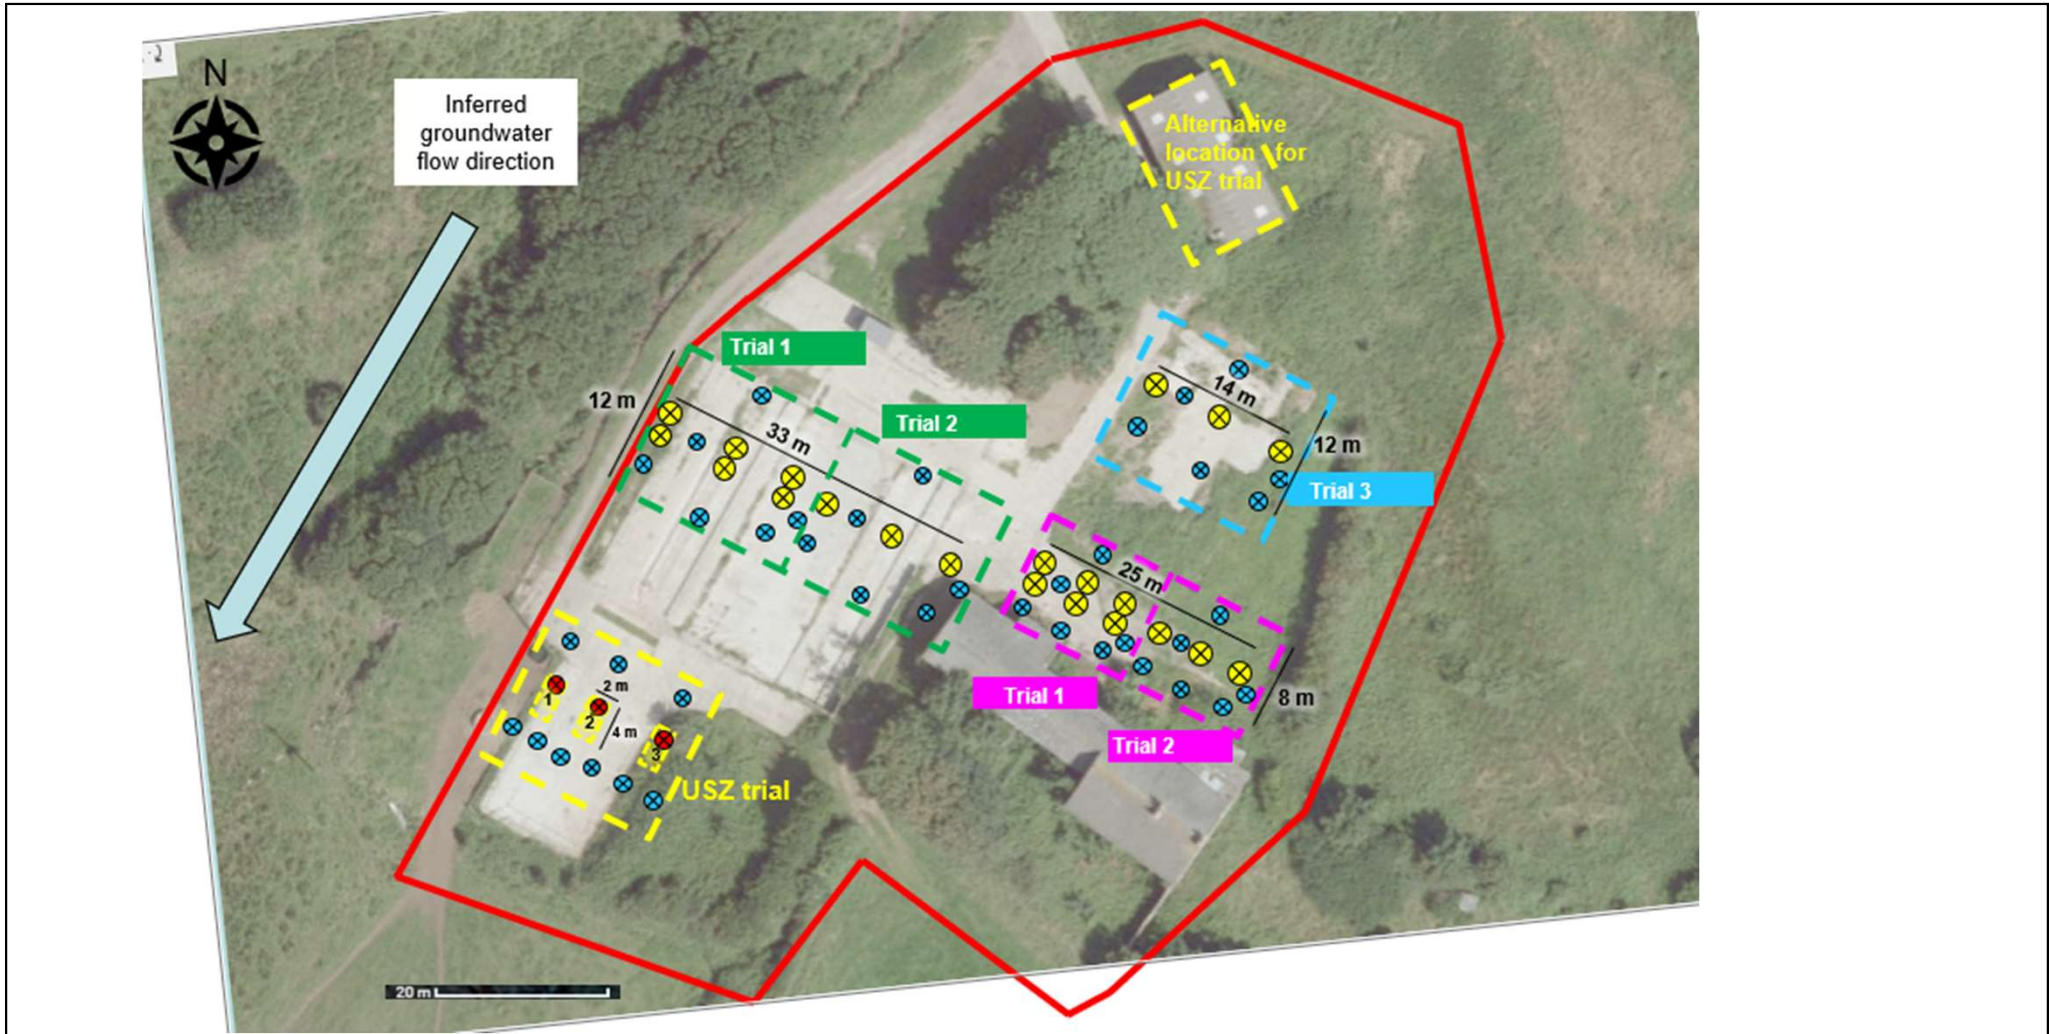 N
Inferred
groundwater
flow direction
Alternative
location for
USZ trial
Trial 1
12 m
33 m
Trial 2
14 m
12 m
Trial 3
25 m
8 m
Trial 1
Trial 2
2 m
1
2
4 m
3
USZ trial
20 m